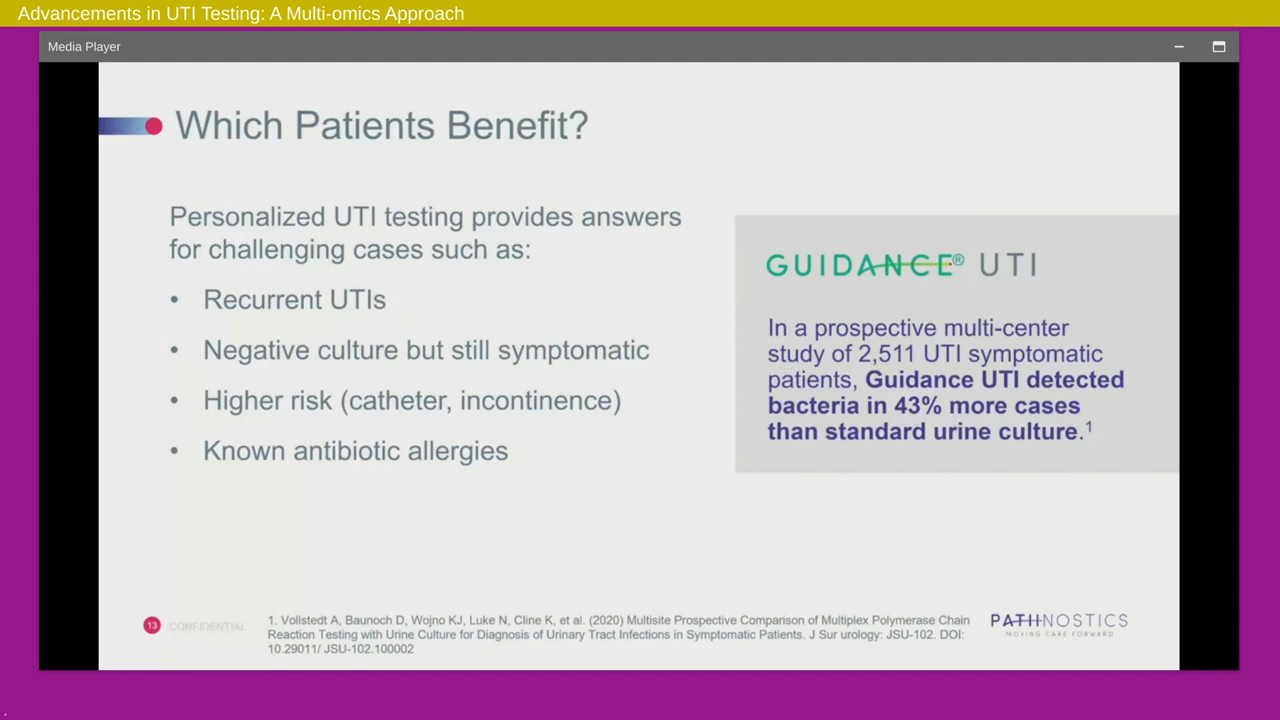 Advancements in UTI Testing: A Multi-omics Approach
Media Player
Which Patients Benefit?
Personalized UTI testing provides answers
for challenging cases such as:
• Recurrent UTIs
• Negative culture but still symptomatic
• Higher risk (catheter, incontinence)
• Known antibiotic allergies
GUIDANCE® UTI
In a prospective multi-center
study of 2,511 UTI symptomatic
patients, Guidance UTI detected
bacteria in 43% more cases
than standard urine culture.¹
13 CONFIDENTIAL
1. Vollstedt A, Baunoch D, Wojno KJ, Luke N, Cline K, et al. (2020) Multisite Prospective Comparison of Multiplex Polymerase Chain
Reaction Testing with Urine Culture for Diagnosis of Urinary Tract Infections in Symptomatic Patients. J Sur urology: JSU-102. DOI:
10.29011/ JSU-102.100002
PATHNOSTICS
MOVING CARE FORWARD